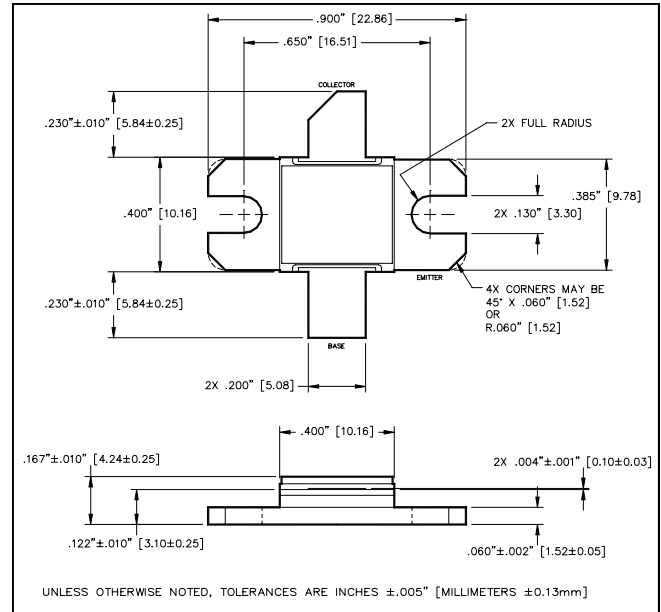 .900" [22.86]
.650" [16.51]
COLLECTOR
.230"±.010" [5.84±0.25]
2X FULL RADIUS
.400" [10.16]
.385" [9.78]
2X .130" [3.30]
.230"±.010" [5.84±0.25]
EMITTER
4X CORNERS MAY BE
45° X .060" [1.52]
OR
R.060" [1.52]
BASE
2X .200" [5.08]
.400" [10.16]
.167"±.010" [4.24±0.25]
2X .004"±.001" [0.10±0.03]
.122"±.010" [3.10±0.25]
.060"±.002" [1.52±0.05]
UNLESS OTHERWISE NOTED, TOLERANCES ARE INCHES ±.005" [MILLIMETERS ±0.13mm]